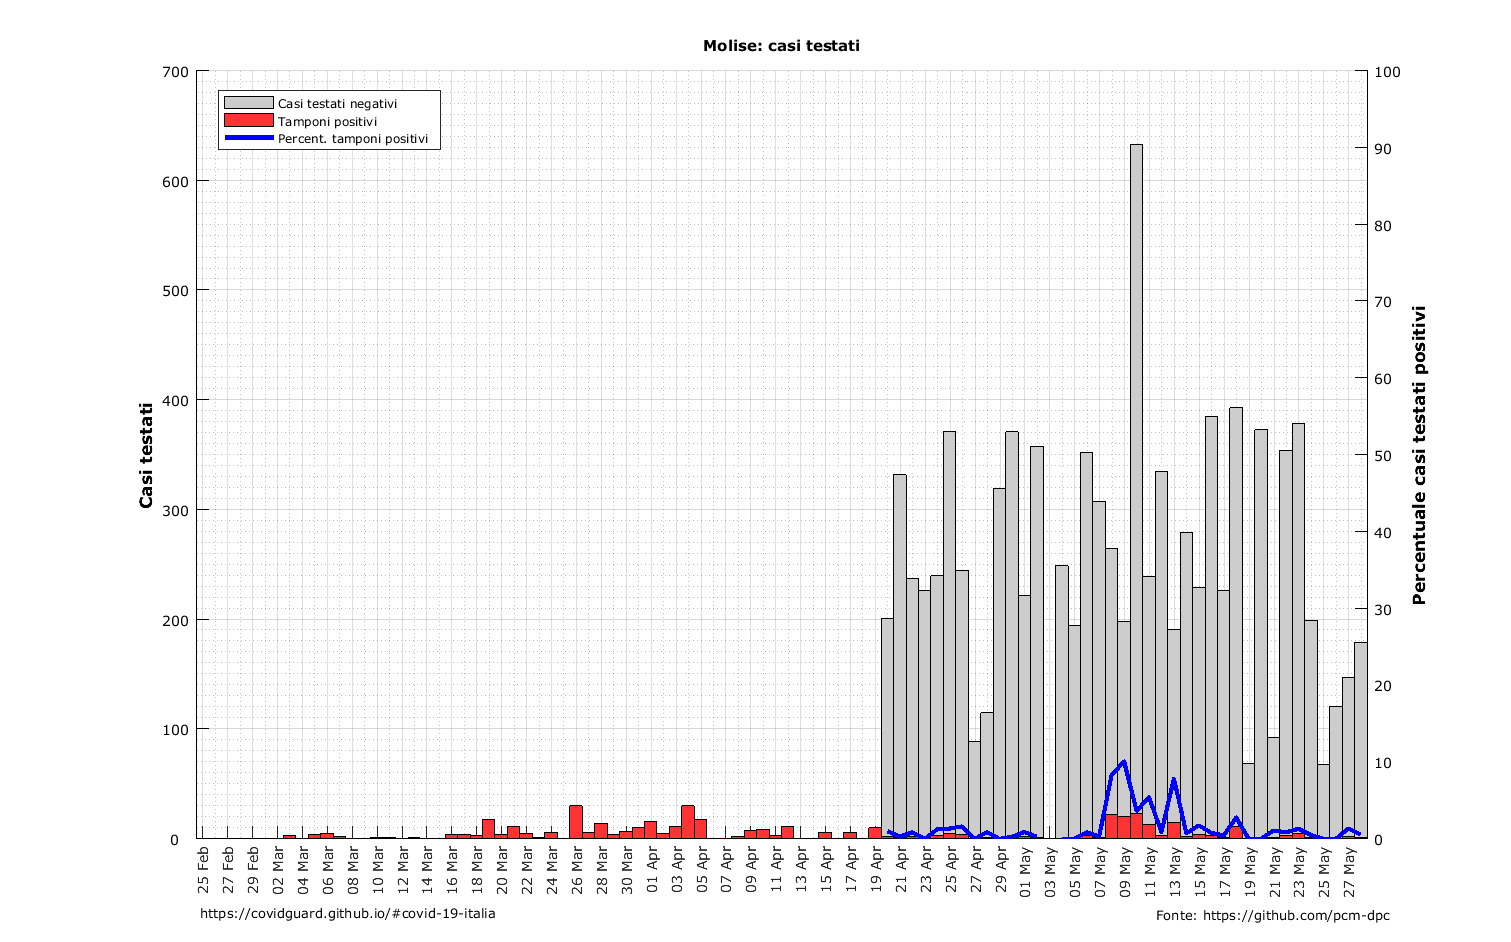 Molise: casi testati
700
600
500
400
300
200
100
0
Casi testati
Casi testati negativi
Tamponi positivi
Percent. tamponi positivi
100
90
80
70
60
50
40
30
20
10
0
Percentuale casi testati positivi
25 Feb
27 Feb
29 Feb
02 Mar
04 Mar
06 Mar
08 Mar
10 Mar
12 Mar
14 Mar
16 Mar
18 Mar
20 Mar
22 Mar
24 Mar
26 Mar
28 Mar
30 Mar
01 Apr
03 Apr
05 Apr
07 Apr
09 Apr
11 Apr
13 Apr
15 Apr
17 Apr
19 Apr
21 Apr
23 Apr
25 Apr
27 Apr
29 Apr
01 May
03 May
05 May
07 May
09 May
11 May
13 May
15 May
17 May
19 May
21 May
23 May
25 May
27 May
https://covidguard.github.io/#covid-19-italia
Fonte: https://github.com/pcm-dpc